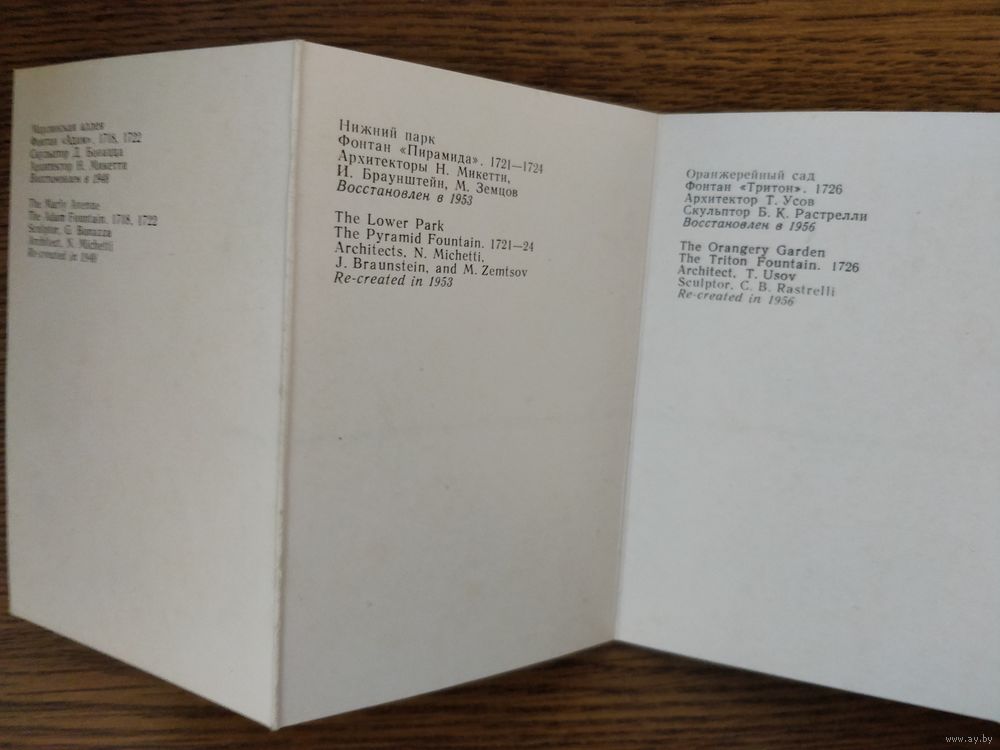 Марлинская аллея
Фонтан «Адам». 1718, 1722
Скульптор Д. Бонацца
Архитектор Н. Микетти
Восстановлен в 1948
The Marly Avenue
The Adam Fountain. 1718, 1722
Sculptor, G. Bonazza
Architect, N. Michetti
Re-created in 1948
Нижний парк
Фонтан «Пирамида». 1721—1724
Архитекторы Н. Микетти,
И. Браунштейн, М. Земцов
Восстановлен в 1953
The Lower Park
The Pyramid Fountain. 1721—24
Architects, N. Michetti,
J. Braunstein, and M. Zemtsov
Re-created in 1953
Оранжерейный сад
Фонтан «Тритон». 1726
Архитектор Т. Усов
Скульптор Б. К. Растрелли
Восстановлен в 1956
The Orangery Garden
The Triton Fountain. 1726
Architect, T. Usov
Sculptor, C. B. Rastrelli
Re-created in 1956
www.ay.by